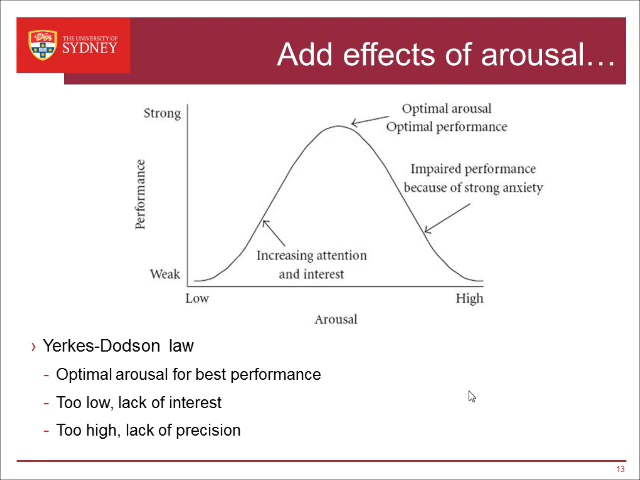 THE UNIVERSITY OF
SYDNEY
Add effects of arousal…
Strong
Optimal arousal
Optimal performance
Impaired performance
because of strong anxiety
Performance
Increasing attention
and interest
Weak
Low
High
Arousal
› Yerkes-Dodson law
- Optimal arousal for best performance
- Too low, lack of interest
- Too high, lack of precision
13